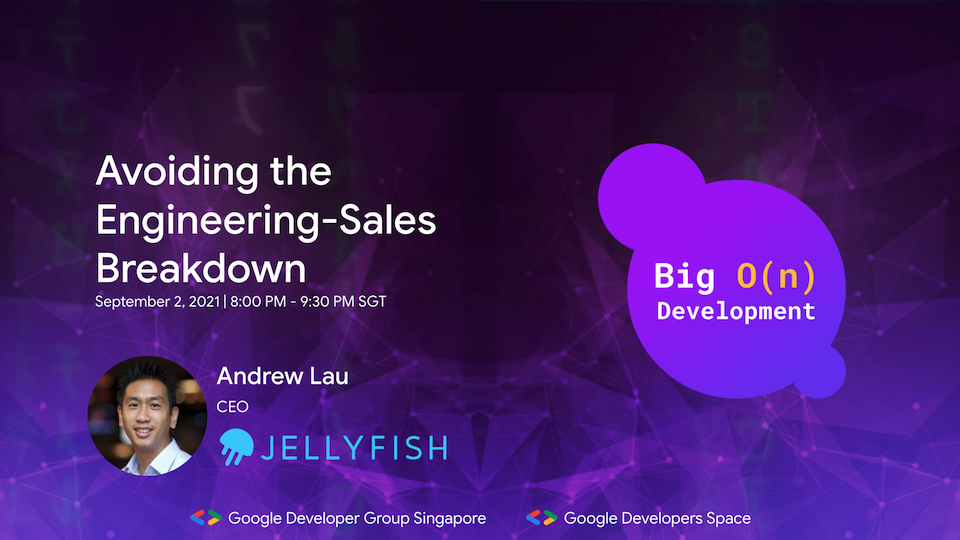 Avoiding the
Engineering-Sales
Breakdown
September 2, 2021 | 8:00 PM - 9:30 PM SGT
Big O(n)
Development
Andrew Lau
CEO
JELLYFISH
Google Developer Group Singapore
Google Developers Space